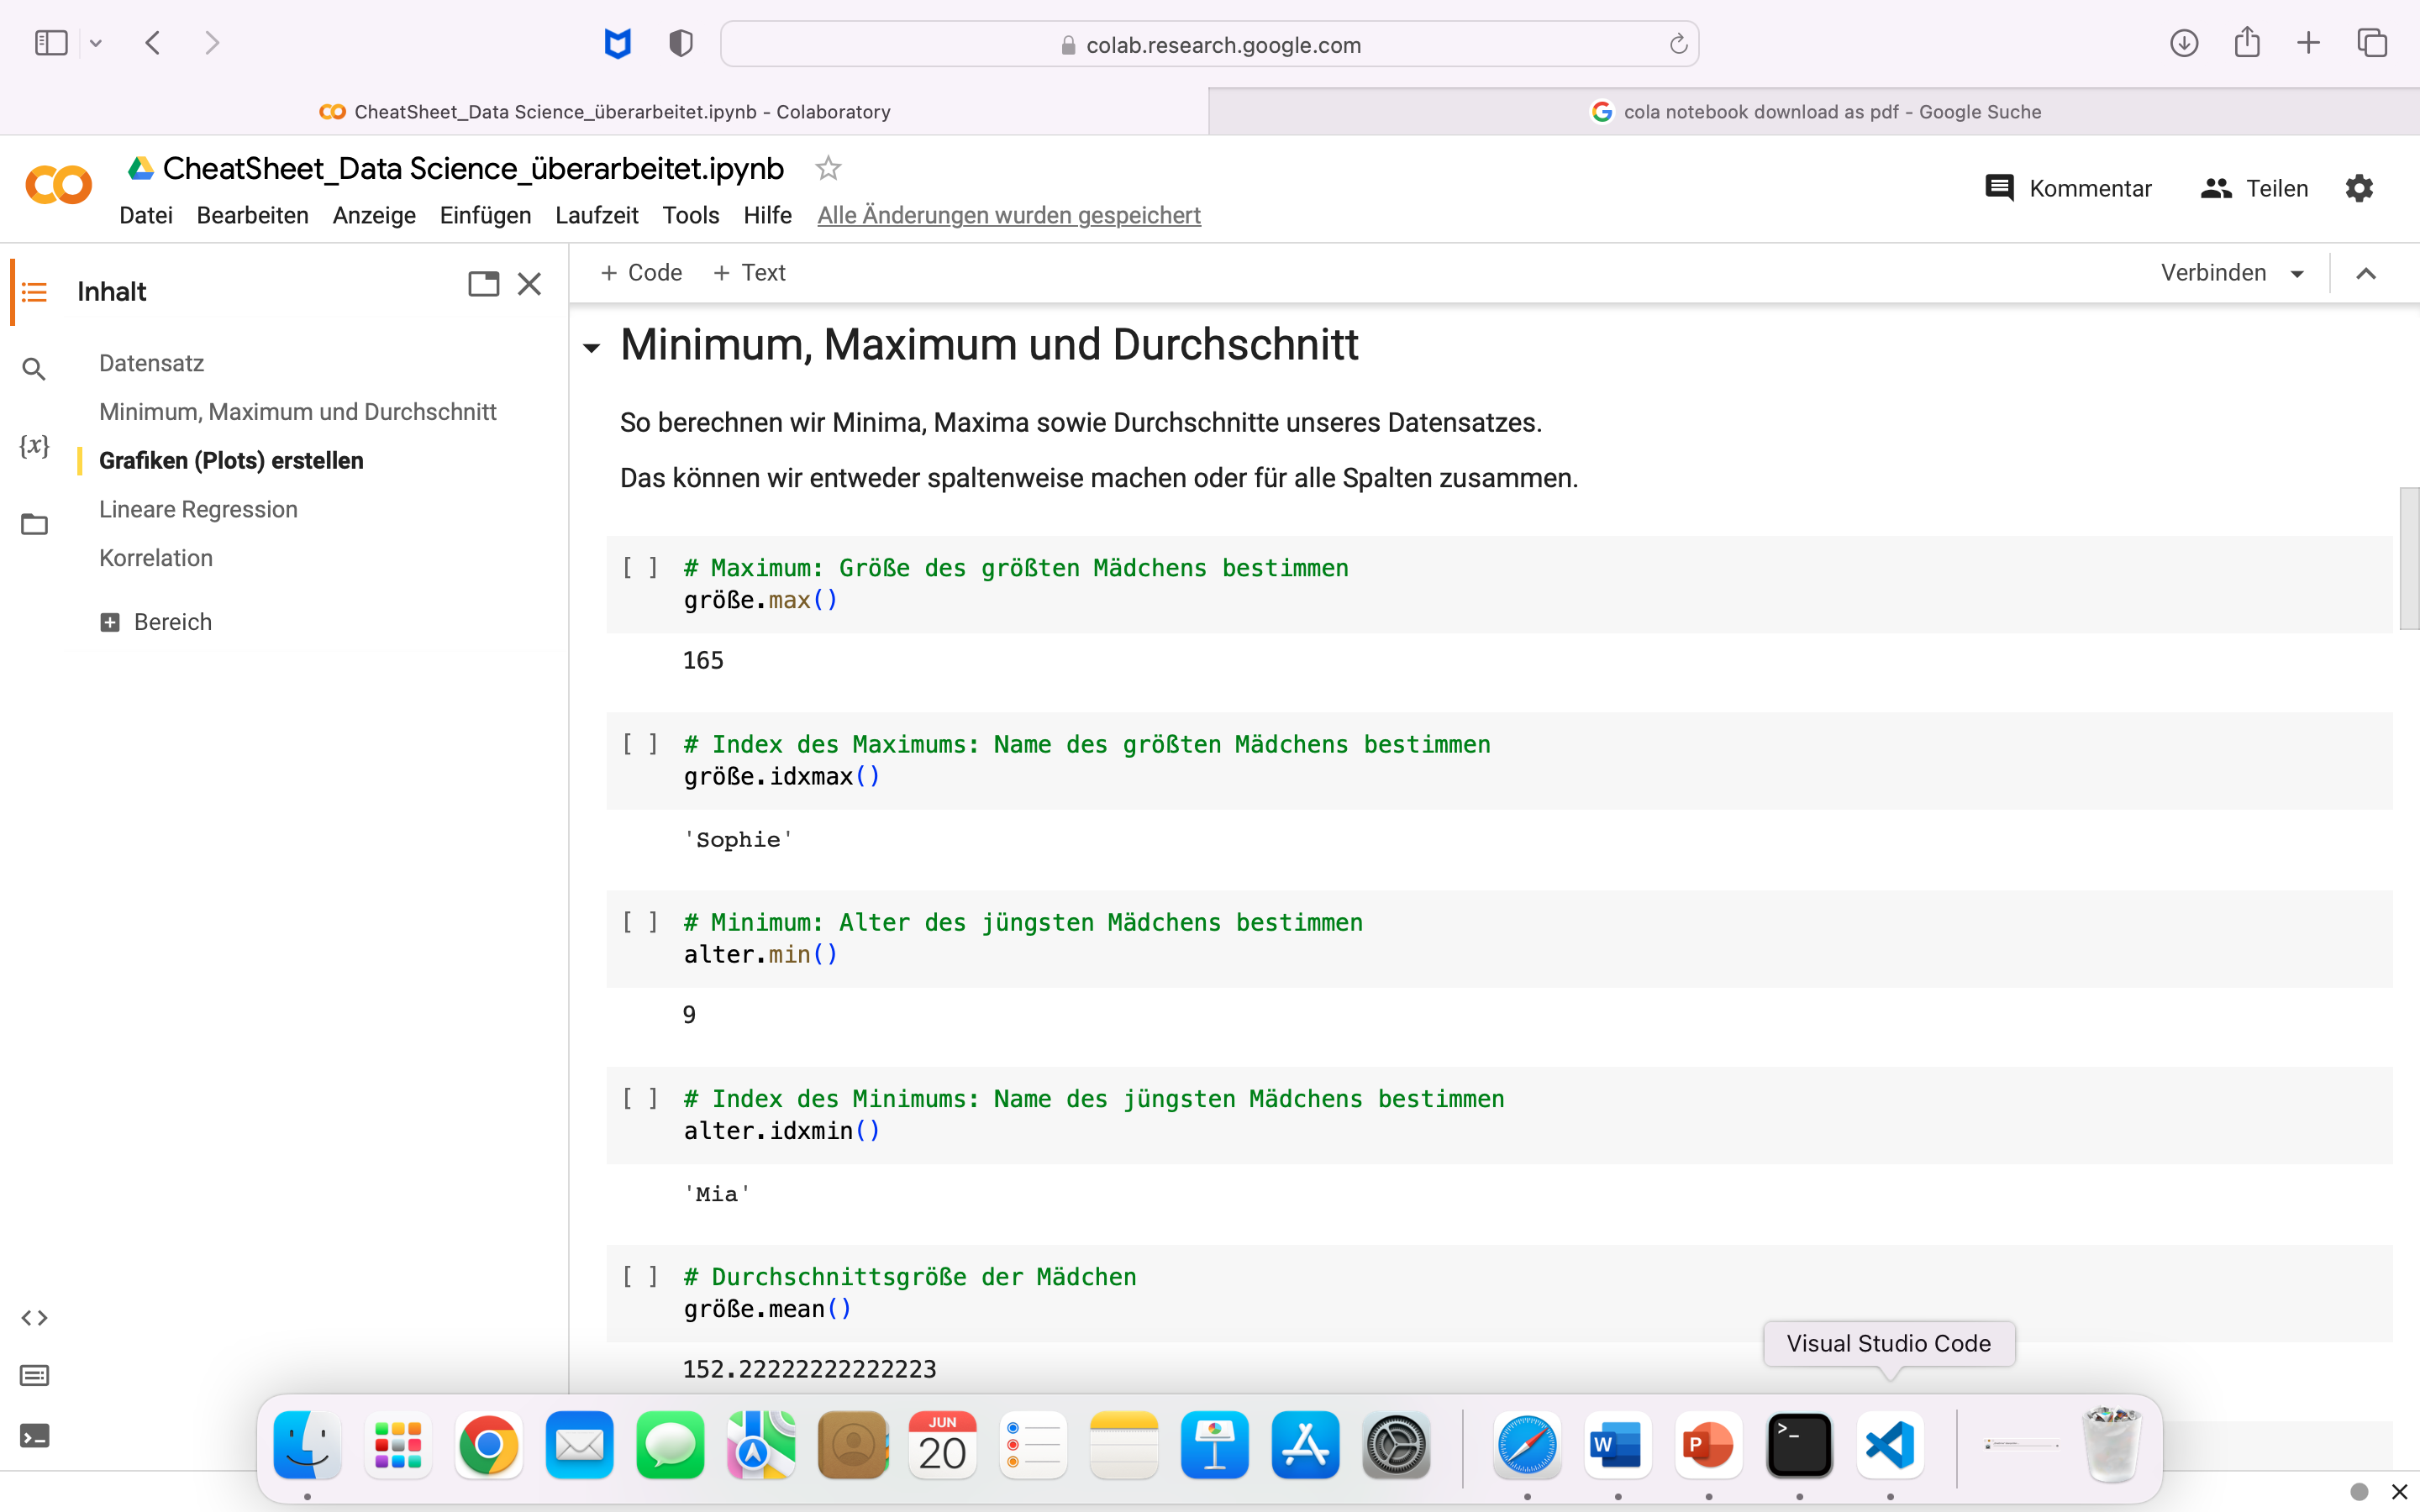 colab.research.google.com
CheatSheet_Data Science_überarbeitet.ipynb - Colaboratory
cola notebook download as pdf - Google Suche
CheatSheet_Data Science_überarbeitet.ipynb
Kommentar
Teilen
Datei Bearbeiten Anzeige Einfügen Laufzeit Tools Hilfe Alle Änderungen wurden gespeichert
Inhalt
+ Code + Text
Verbinden
Datensatz
Minimum, Maximum und Durchschnitt
Grafiken (Plots) erstellen
{x}
Lineare Regression
Korrelation
Bereich
Minimum, Maximum und Durchschnitt
So berechnen wir Minima, Maxima sowie Durchschnitte unseres Datensatzes.
Das können wir entweder spaltenweise machen oder für alle Spalten zusammen.
[ ] # Maximum: Größe des größten Mädchens bestimmen
größe.max()
165
[ ] # Index des Maximums: Name des größten Mädchens bestimmen
größe.idxmax()
'Sophie'
[ ] # Minimum: Alter des jüngsten Mädchens bestimmen
alter.min()
9
[ ] # Index des Minimums: Name des jüngsten Mädchens bestimmen
alter.idxmin()
'Mia'
[ ] # Durchschnittsgröße der Mädchen
größe.mean()
152.22222222222223
Visual Studio Code
JUN
20
W
P
>_